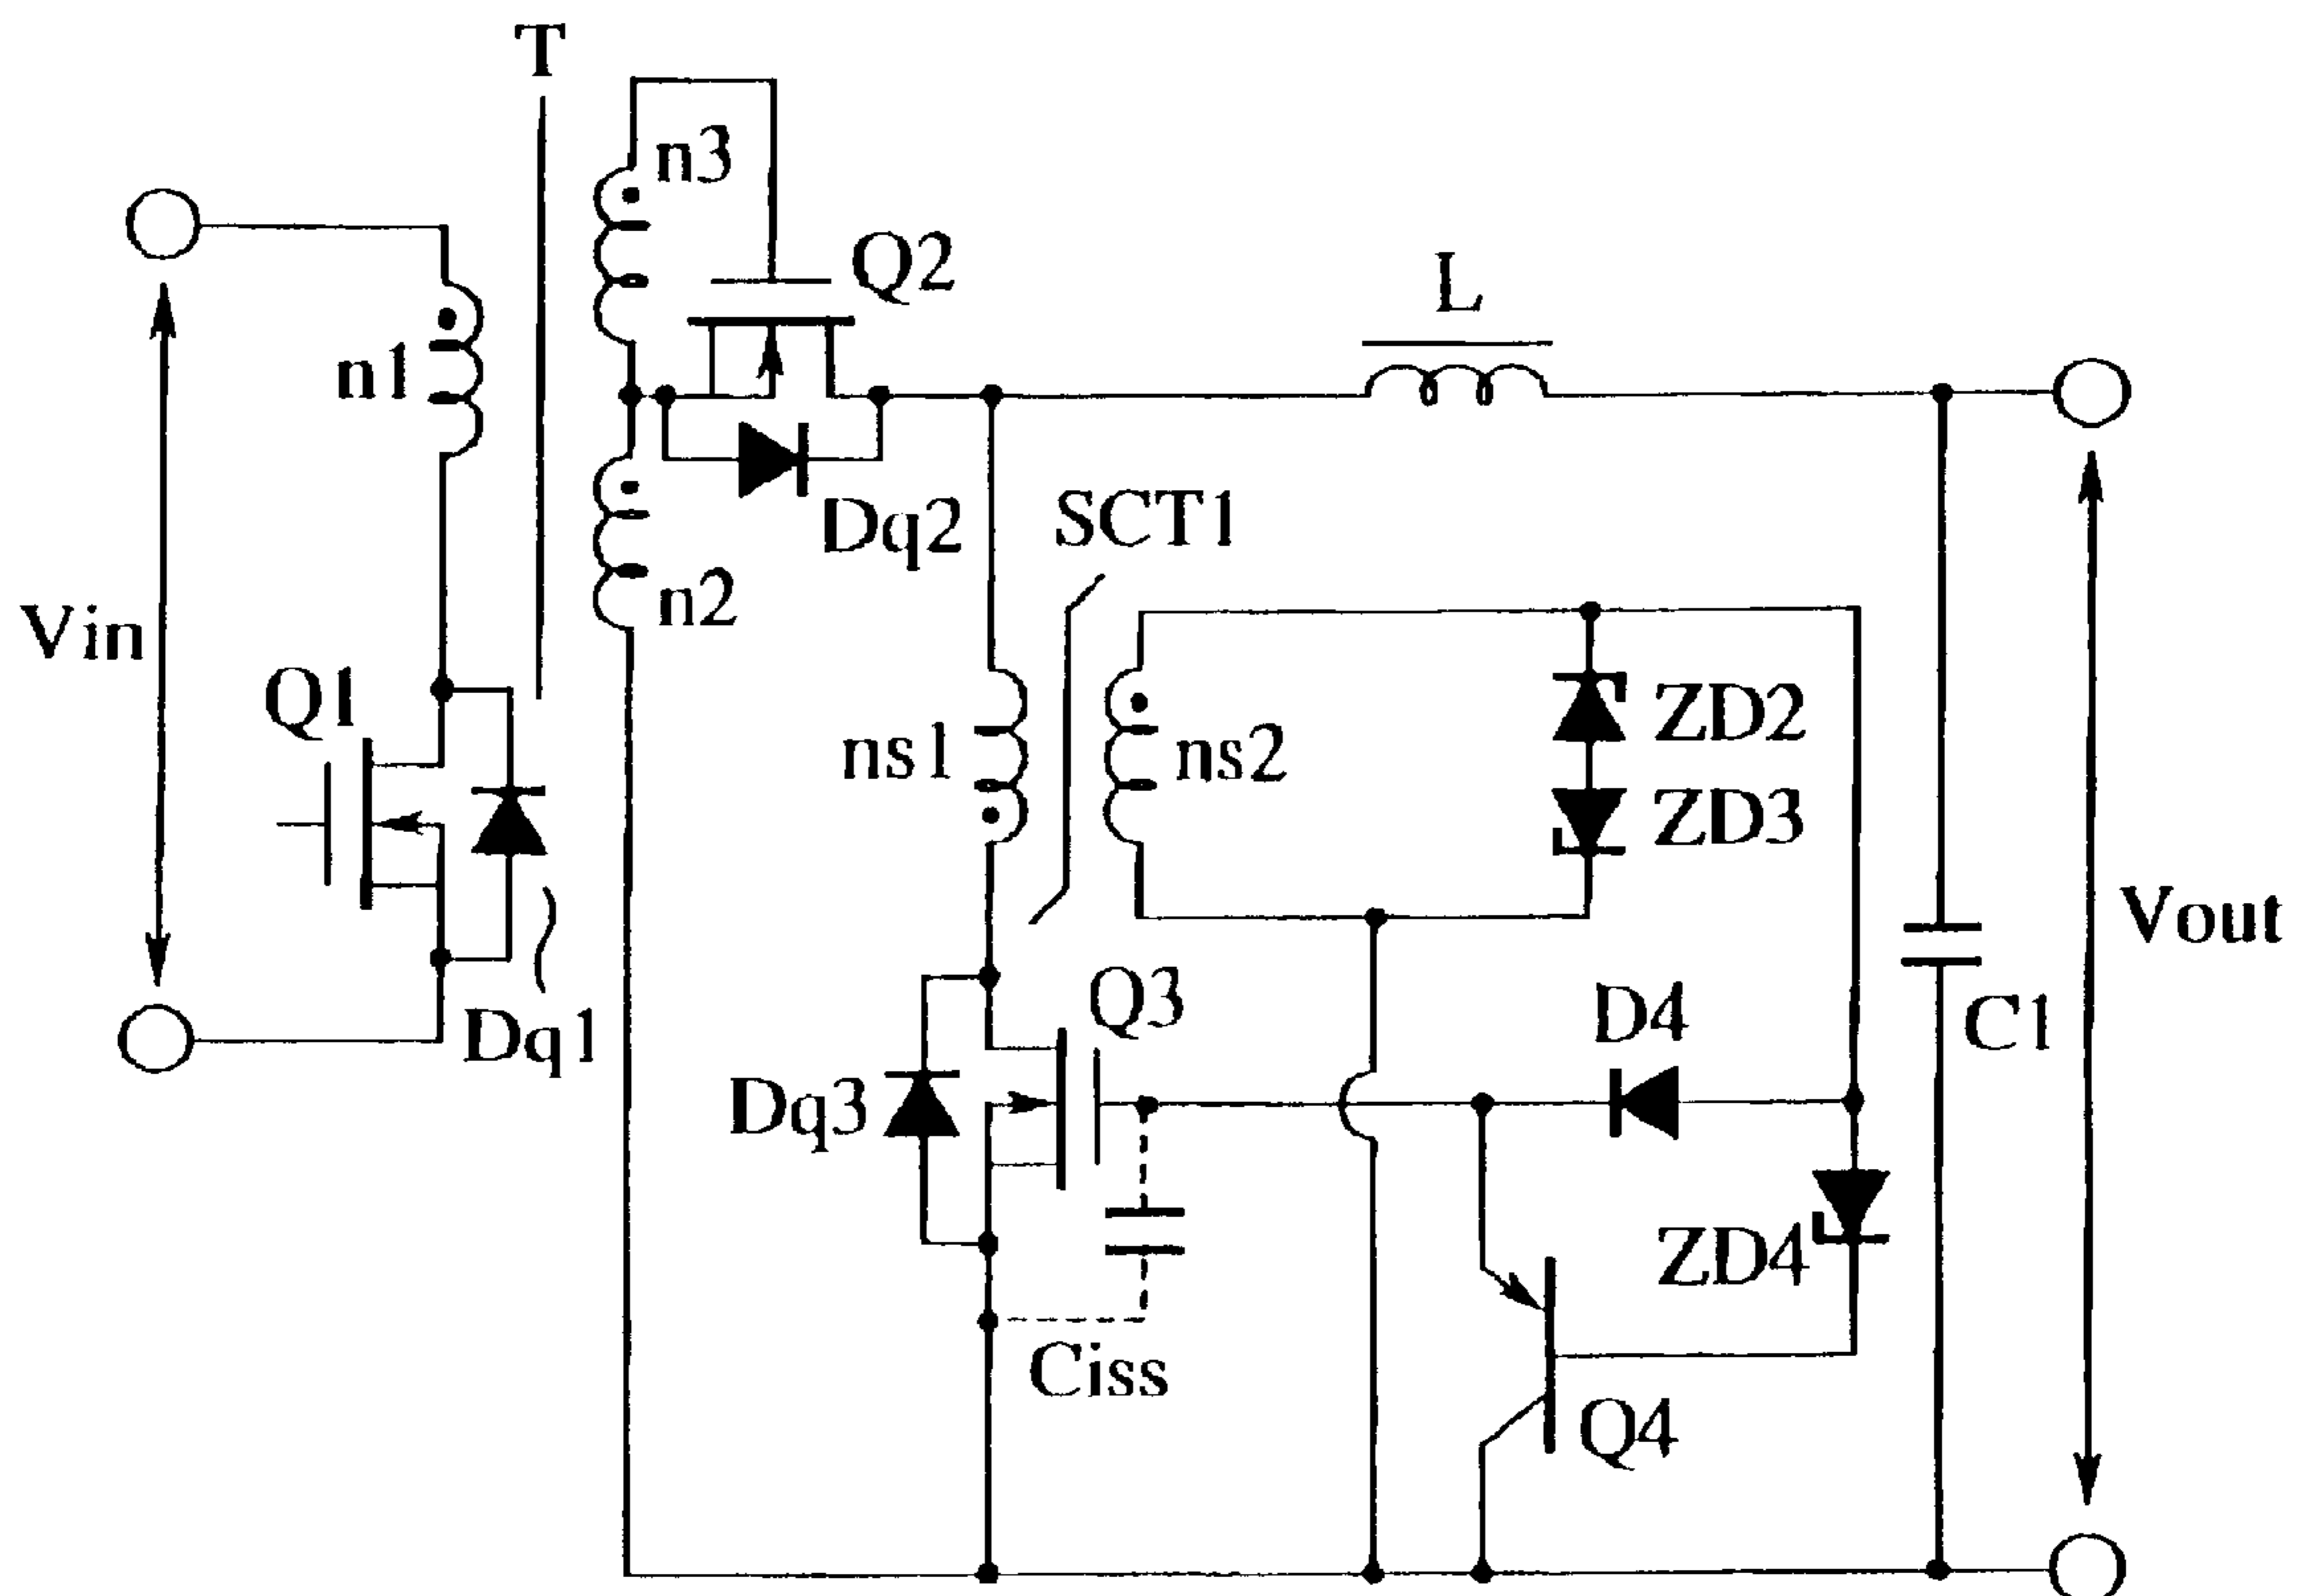 T
n3
Q2
L
n1
Dq2
SCT1
n2
Vin
Q1
ZD2
ns1
ns2
ZD3
Vout
Q3
D4
C1
Dq1
Dq3
ZD4
Ciss
Q4